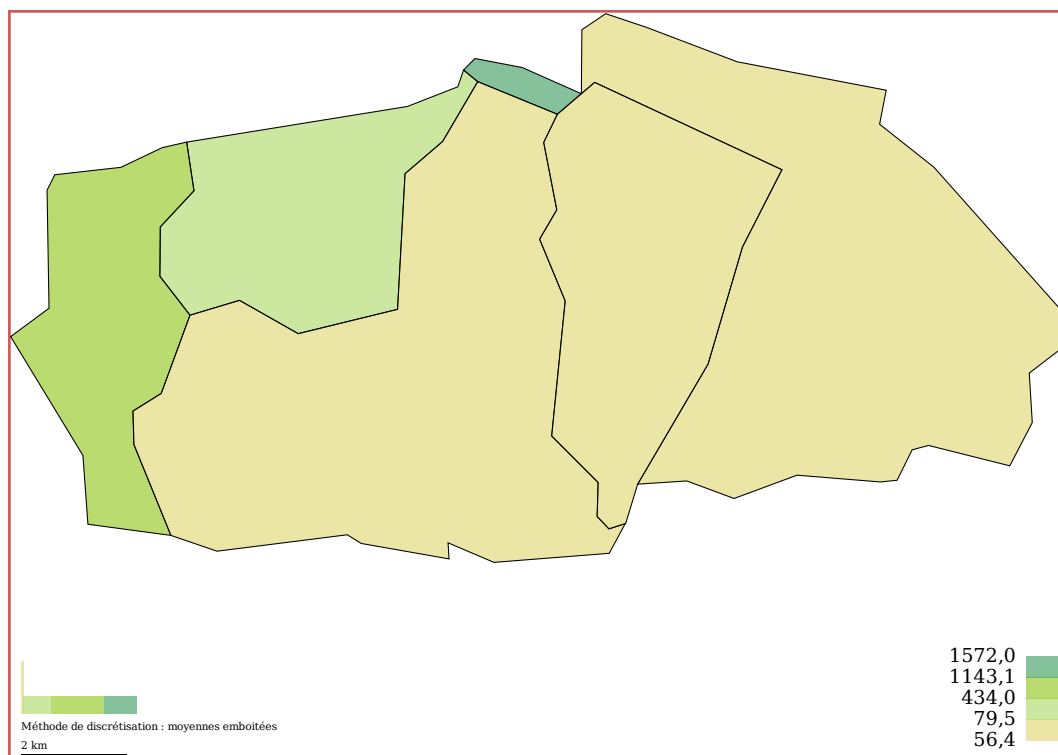 1572,0
1143,1
434,0
79,5
56,4
Méthode de discrétisation : moyennes emboitées
2 km